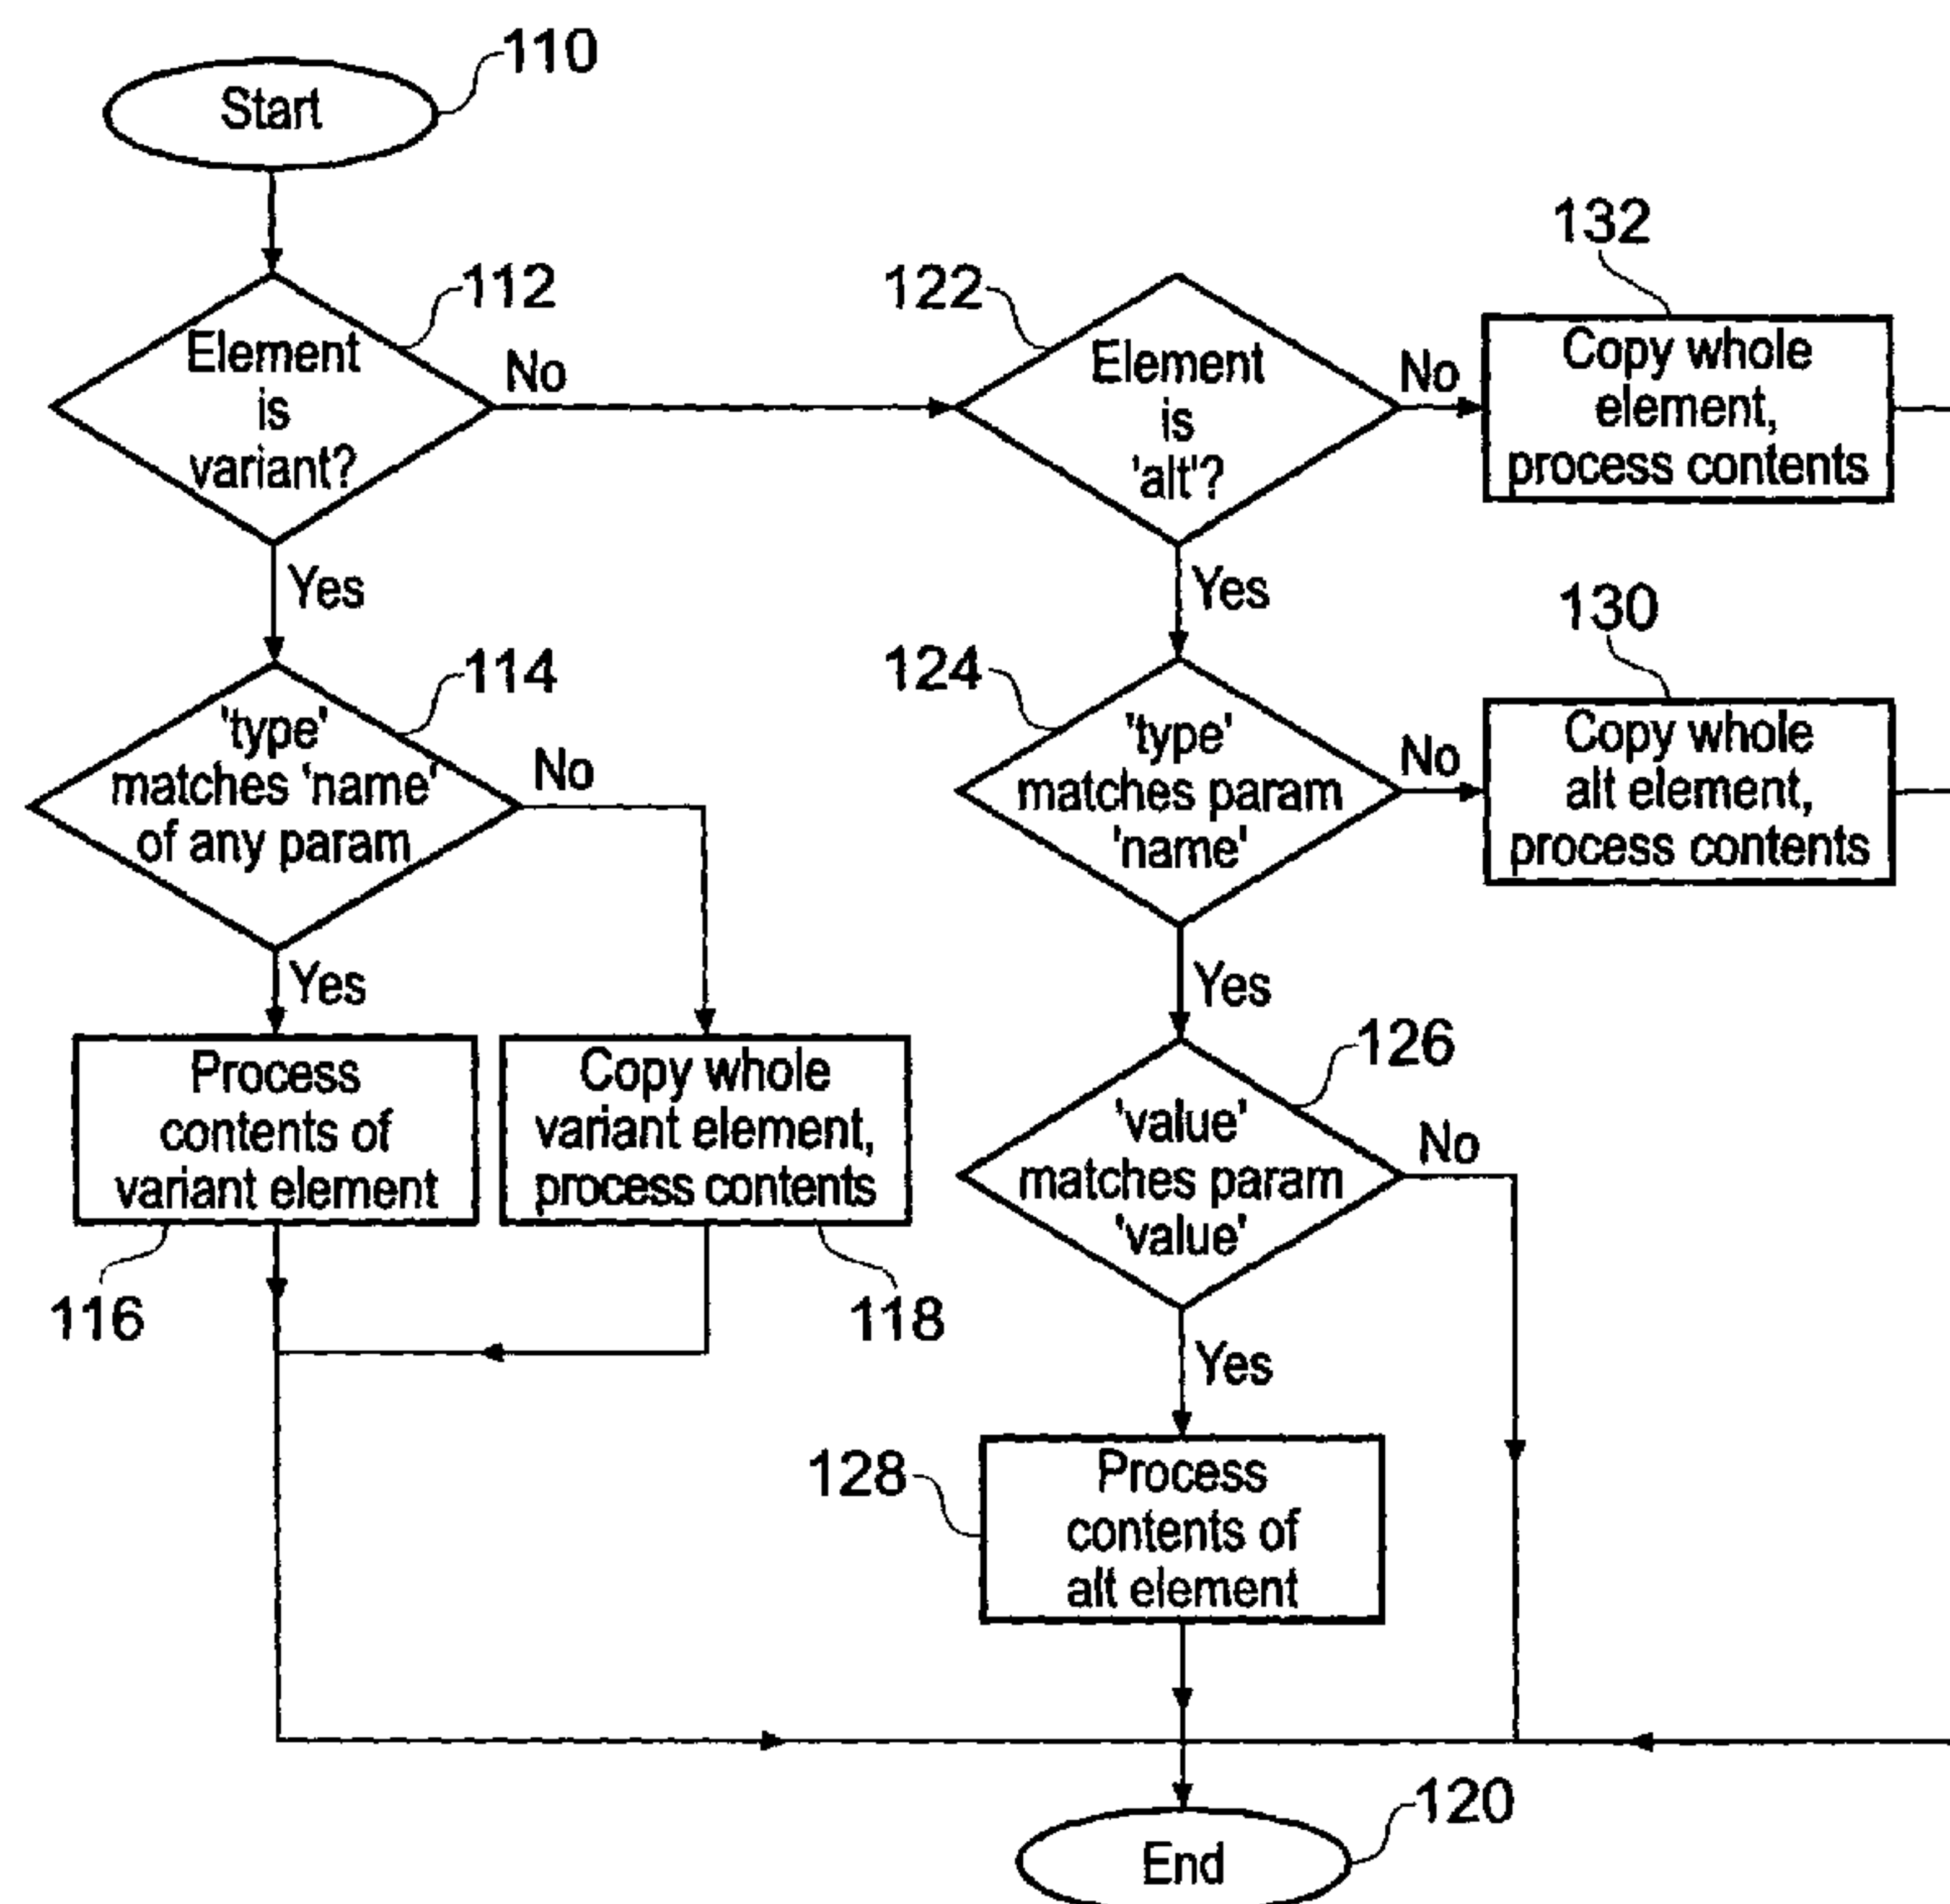 110
Start
112
Element
is
variant?
No
122
Element
is
'alt'?
No
132
Copy whole
element,
process contents
Yes
Yes
114
'type'
matches 'name'
of any param
No
124
'type'
matches param
'name'
No
130
Copy whole
alt element,
process contents
Yes
Yes
Process
contents of
variant element
116
Copy whole
variant element,
process contents
118
126
'value'
matches param
'value'
No
Yes
128
Process
contents of
alt element
120
End